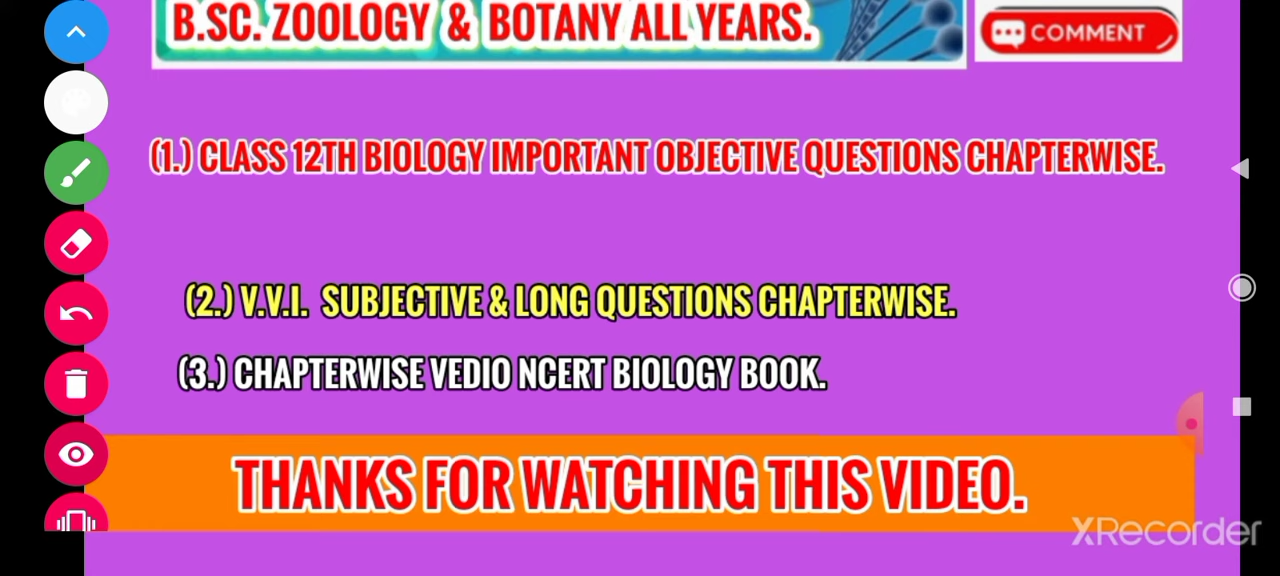 B.SC. ZOOLOGY & BOTANY ALL YEARS.
COMMENT
(1.) CLASS 12TH BIOLOGY IMPORTANT OBJECTIVE QUESTIONS CHAPTERWISE.
(2.) V.V.I. SUBJECTIVE & LONG QUESTIONS CHAPTERWISE.
(3.) CHAPTERWISE VEDIO NCERT BIOLOGY BOOK.
THANKS FOR WATCHING THIS VIDEO.
XRecorder